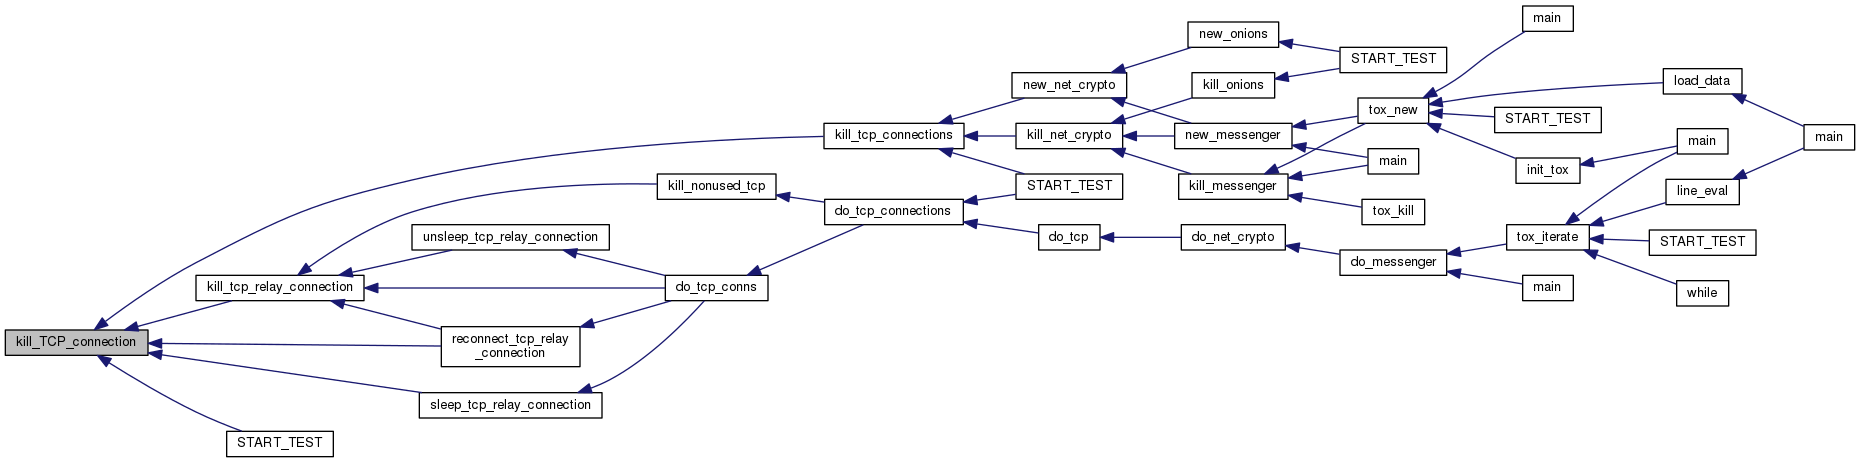 main
new_onions
START_TEST
new_net_crypto
kill_onions
load_data
tox_new
START_TEST
kill_tcp_connections
kill_net_crypto
new_messenger
main
main
main
init_tox
kill_nonused_tcp
START_TEST
kill_messenger
line_eval
do_tcp_connections
tox_kill
unsleep_tcp_relay_connection
do_tcp
do_net_crypto
tox_iterate
START_TEST
do_messenger
kill_tcp_relay_connection
do_tcp_conns
main
while
kill_TCP_connection
reconnect_tcp_relay
_connection
sleep_tcp_relay_connection
START_TEST